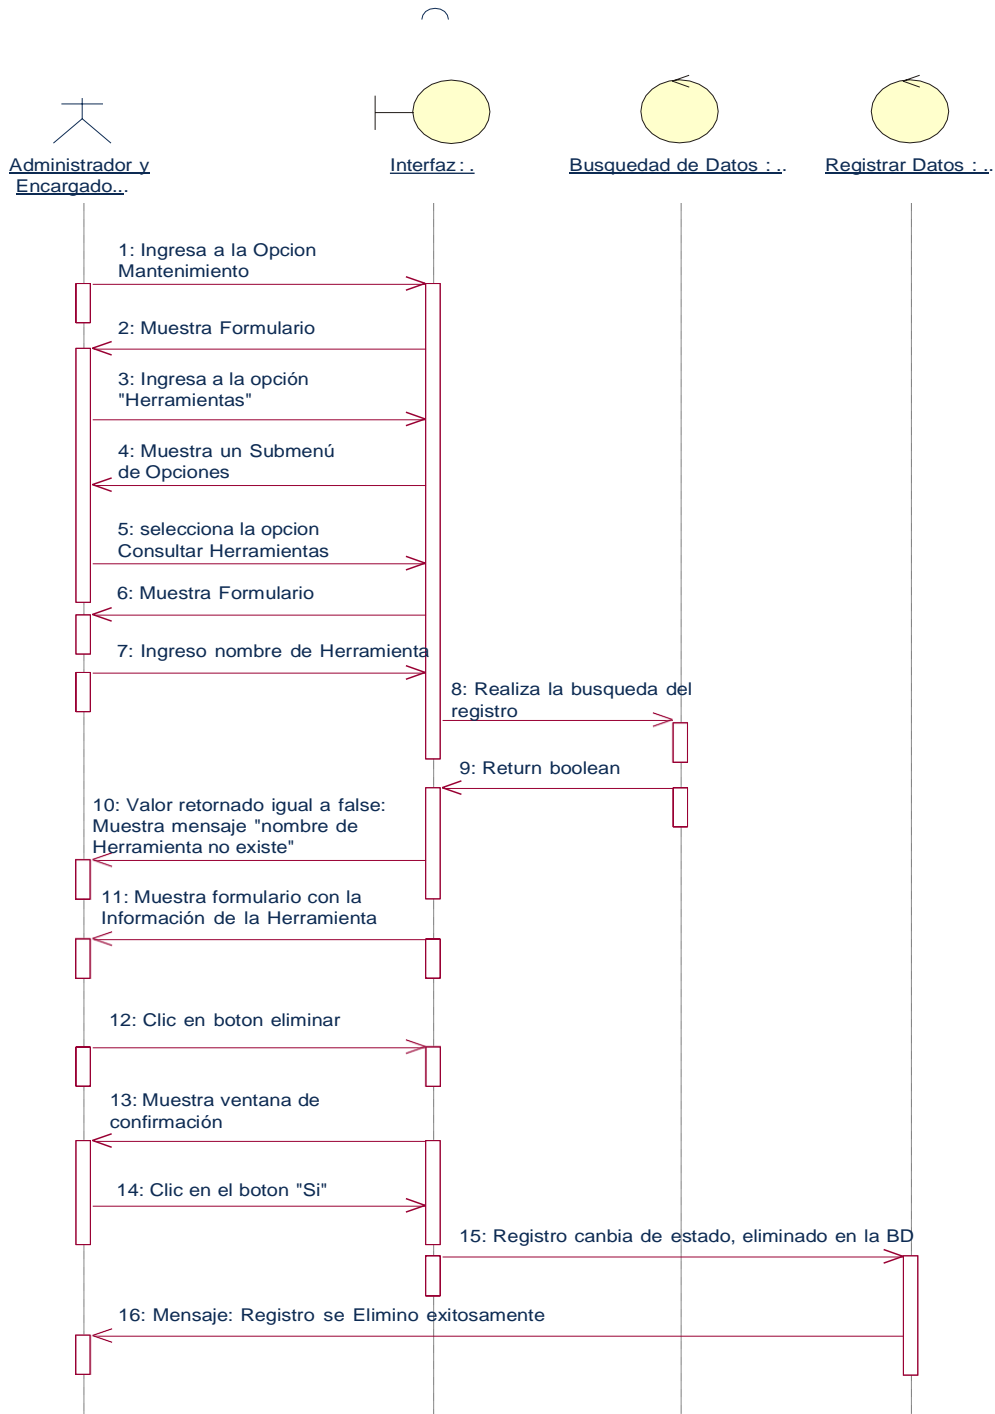 Administrador y
Encargado...
Interfaz : .
Busquedad de Datos : ..
Registrar Datos : ..
1: Ingresa a la Opcion
Mantenimiento
2: Muestra Formulario
3: Ingresa a la opción
"Herramientas"
4: Muestra un Submenú
de Opciones
5: selecciona la opcion
Consultar Herramientas
6: Muestra Formulario
7: Ingreso nombre de Herramienta
8: Realiza la busqueda del
registro
9: Return boolean
10: Valor retornado igual a false:
Muestra mensaje "nombre de
Herramienta no existe"
11: Muestra formulario con la
Información de la Herramienta
12: Clic en boton eliminar
13: Muestra ventana de
confirmación
14: Clic en el boton "Si"
15: Registro canbia de estado, eliminado en la BD
16: Mensaje: Registro se Elimino exitosamente